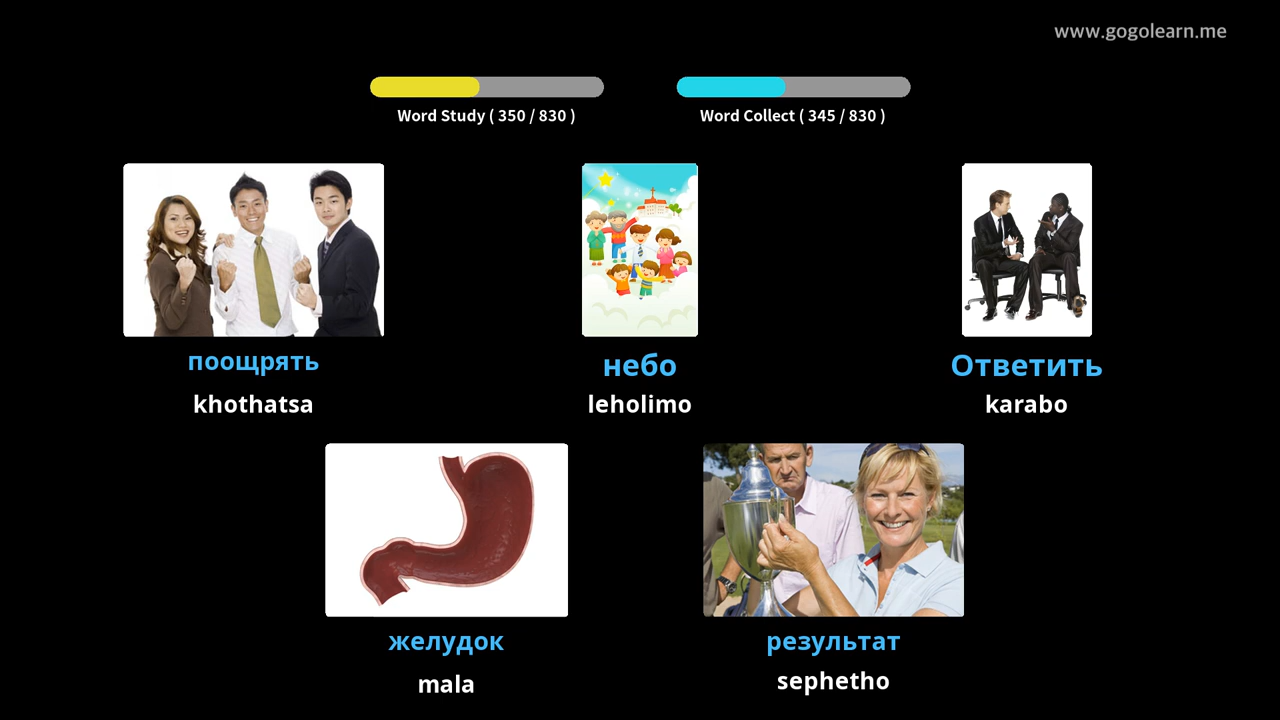 www.gogolearn.me
Word Study ( 350 / 830 )
Word Collect ( 345 / 830 )
поощрять
khothatsa
небо
leholimo
Ответить
karabo
желудок
mala
результат
sephetho